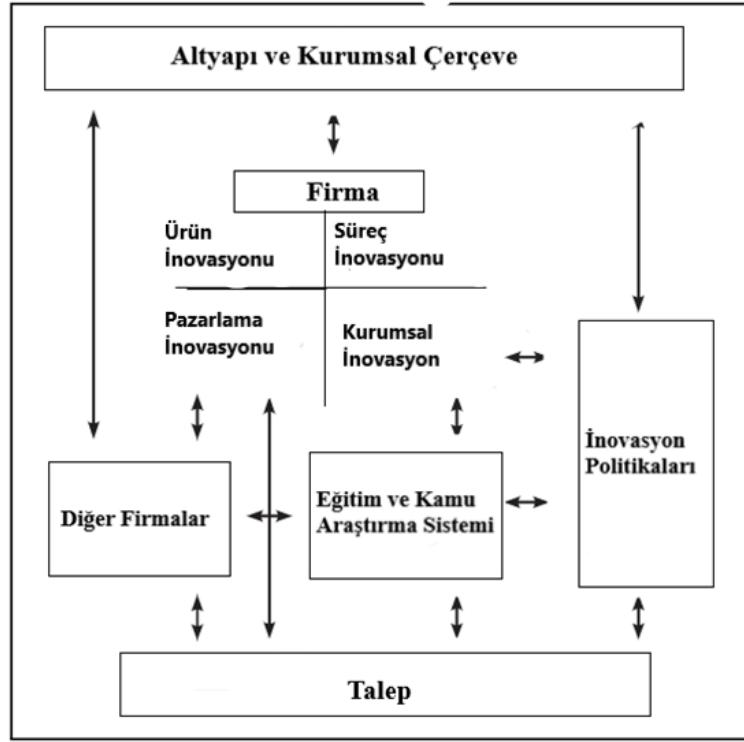 Altyapı ve Kurumsal Çerçeve
Firma
Ürün
İnovasyonu
Süreç
İnovasyonu
Pazarlama
İnovasyonu
Kurumsal
İnovasyon
İnovasyon
Politikaları
Diğer Firmalar
Eğitim ve Kamu
Araştırma Sistemi
Talep